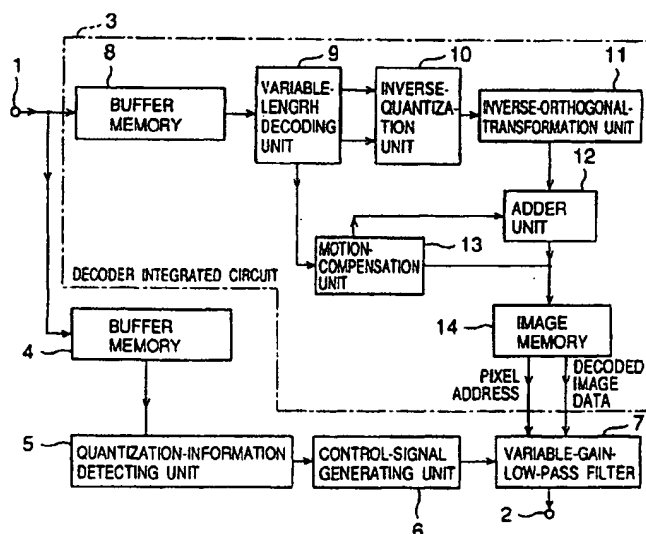 3
1
8
BUFFER
MEMORY
9
VARIABLE-
LENGRH
DECODING
UNIT
10
INVERSE-
QUANTIZA-
TION
UNIT
11
INVERSE-ORTHOGONAL-
TRANSFORMATION UNIT
12
ADDER
UNIT
13
MOTION-
COMPENSATION
UNIT
DECODER INTEGRATED CIRCUIT
4
BUFFER
MEMORY
14
IMAGE
MEMORY
PIXEL
ADDRESS
DECODED
IMAGE
DATA
5
QUANTIZATION-INFORMATION
DETECTING UNIT
CONTROL-SIGNAL
GENERATING UNIT
6
7
VARIABLE-GAIN-
LOW-PASS FILTER
2